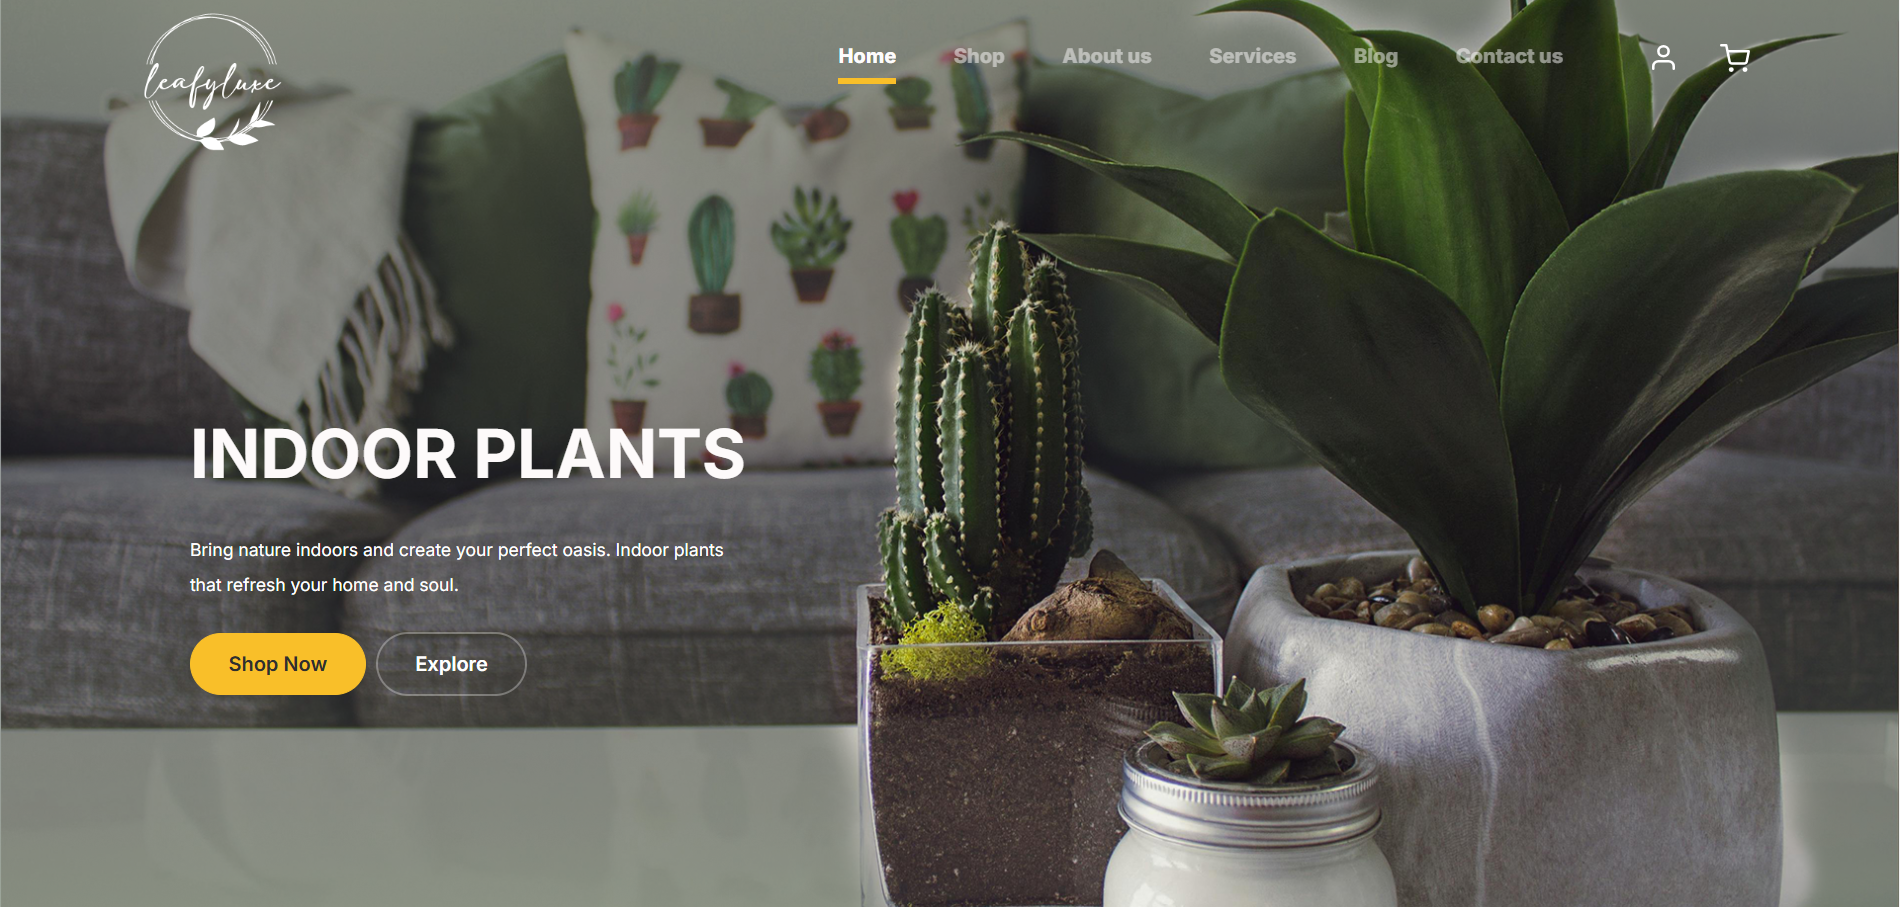 leafyluxe
Home Shop About us Services Blog Contact us
INDOOR PLANTS
Bring nature indoors and create your perfect oasis. Indoor plants
that refresh your home and soul.
Shop Now Explore